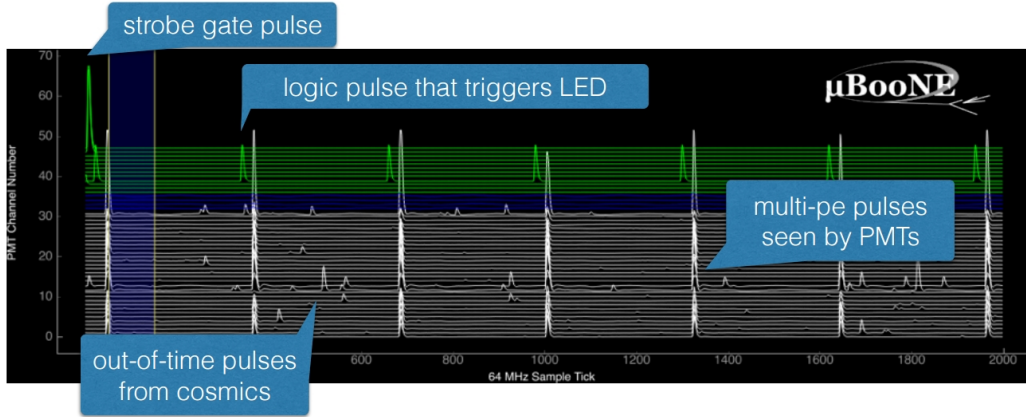 strobe gate pulse
70
60
50
40
30
20
10
0
PMT Channel Number
logic pulse that triggers LED
μBooNE
multi-pe pulses
seen by PMTs
out-of-time pulses
from cosmics
600
800
1000
1200
1400
1600
1800
2000
64 MHz Sample Tick